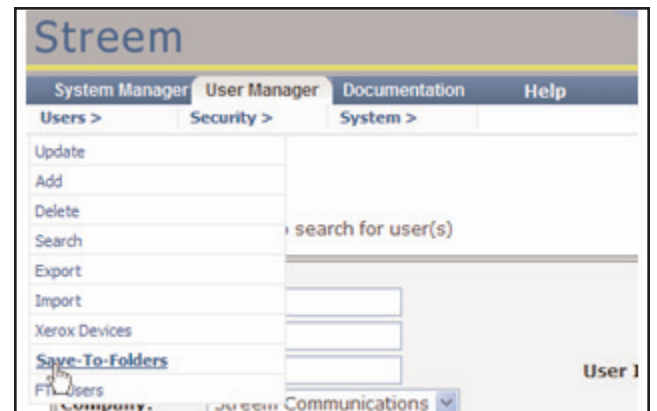 Streem
System Manager User Manager Documentation Help
Users > Security > System >
Update
Add
Delete
search for user(s)
Search
Export
Import
Xerox Devices
Save-To-Folders
User
Users
Company: Streem Communications